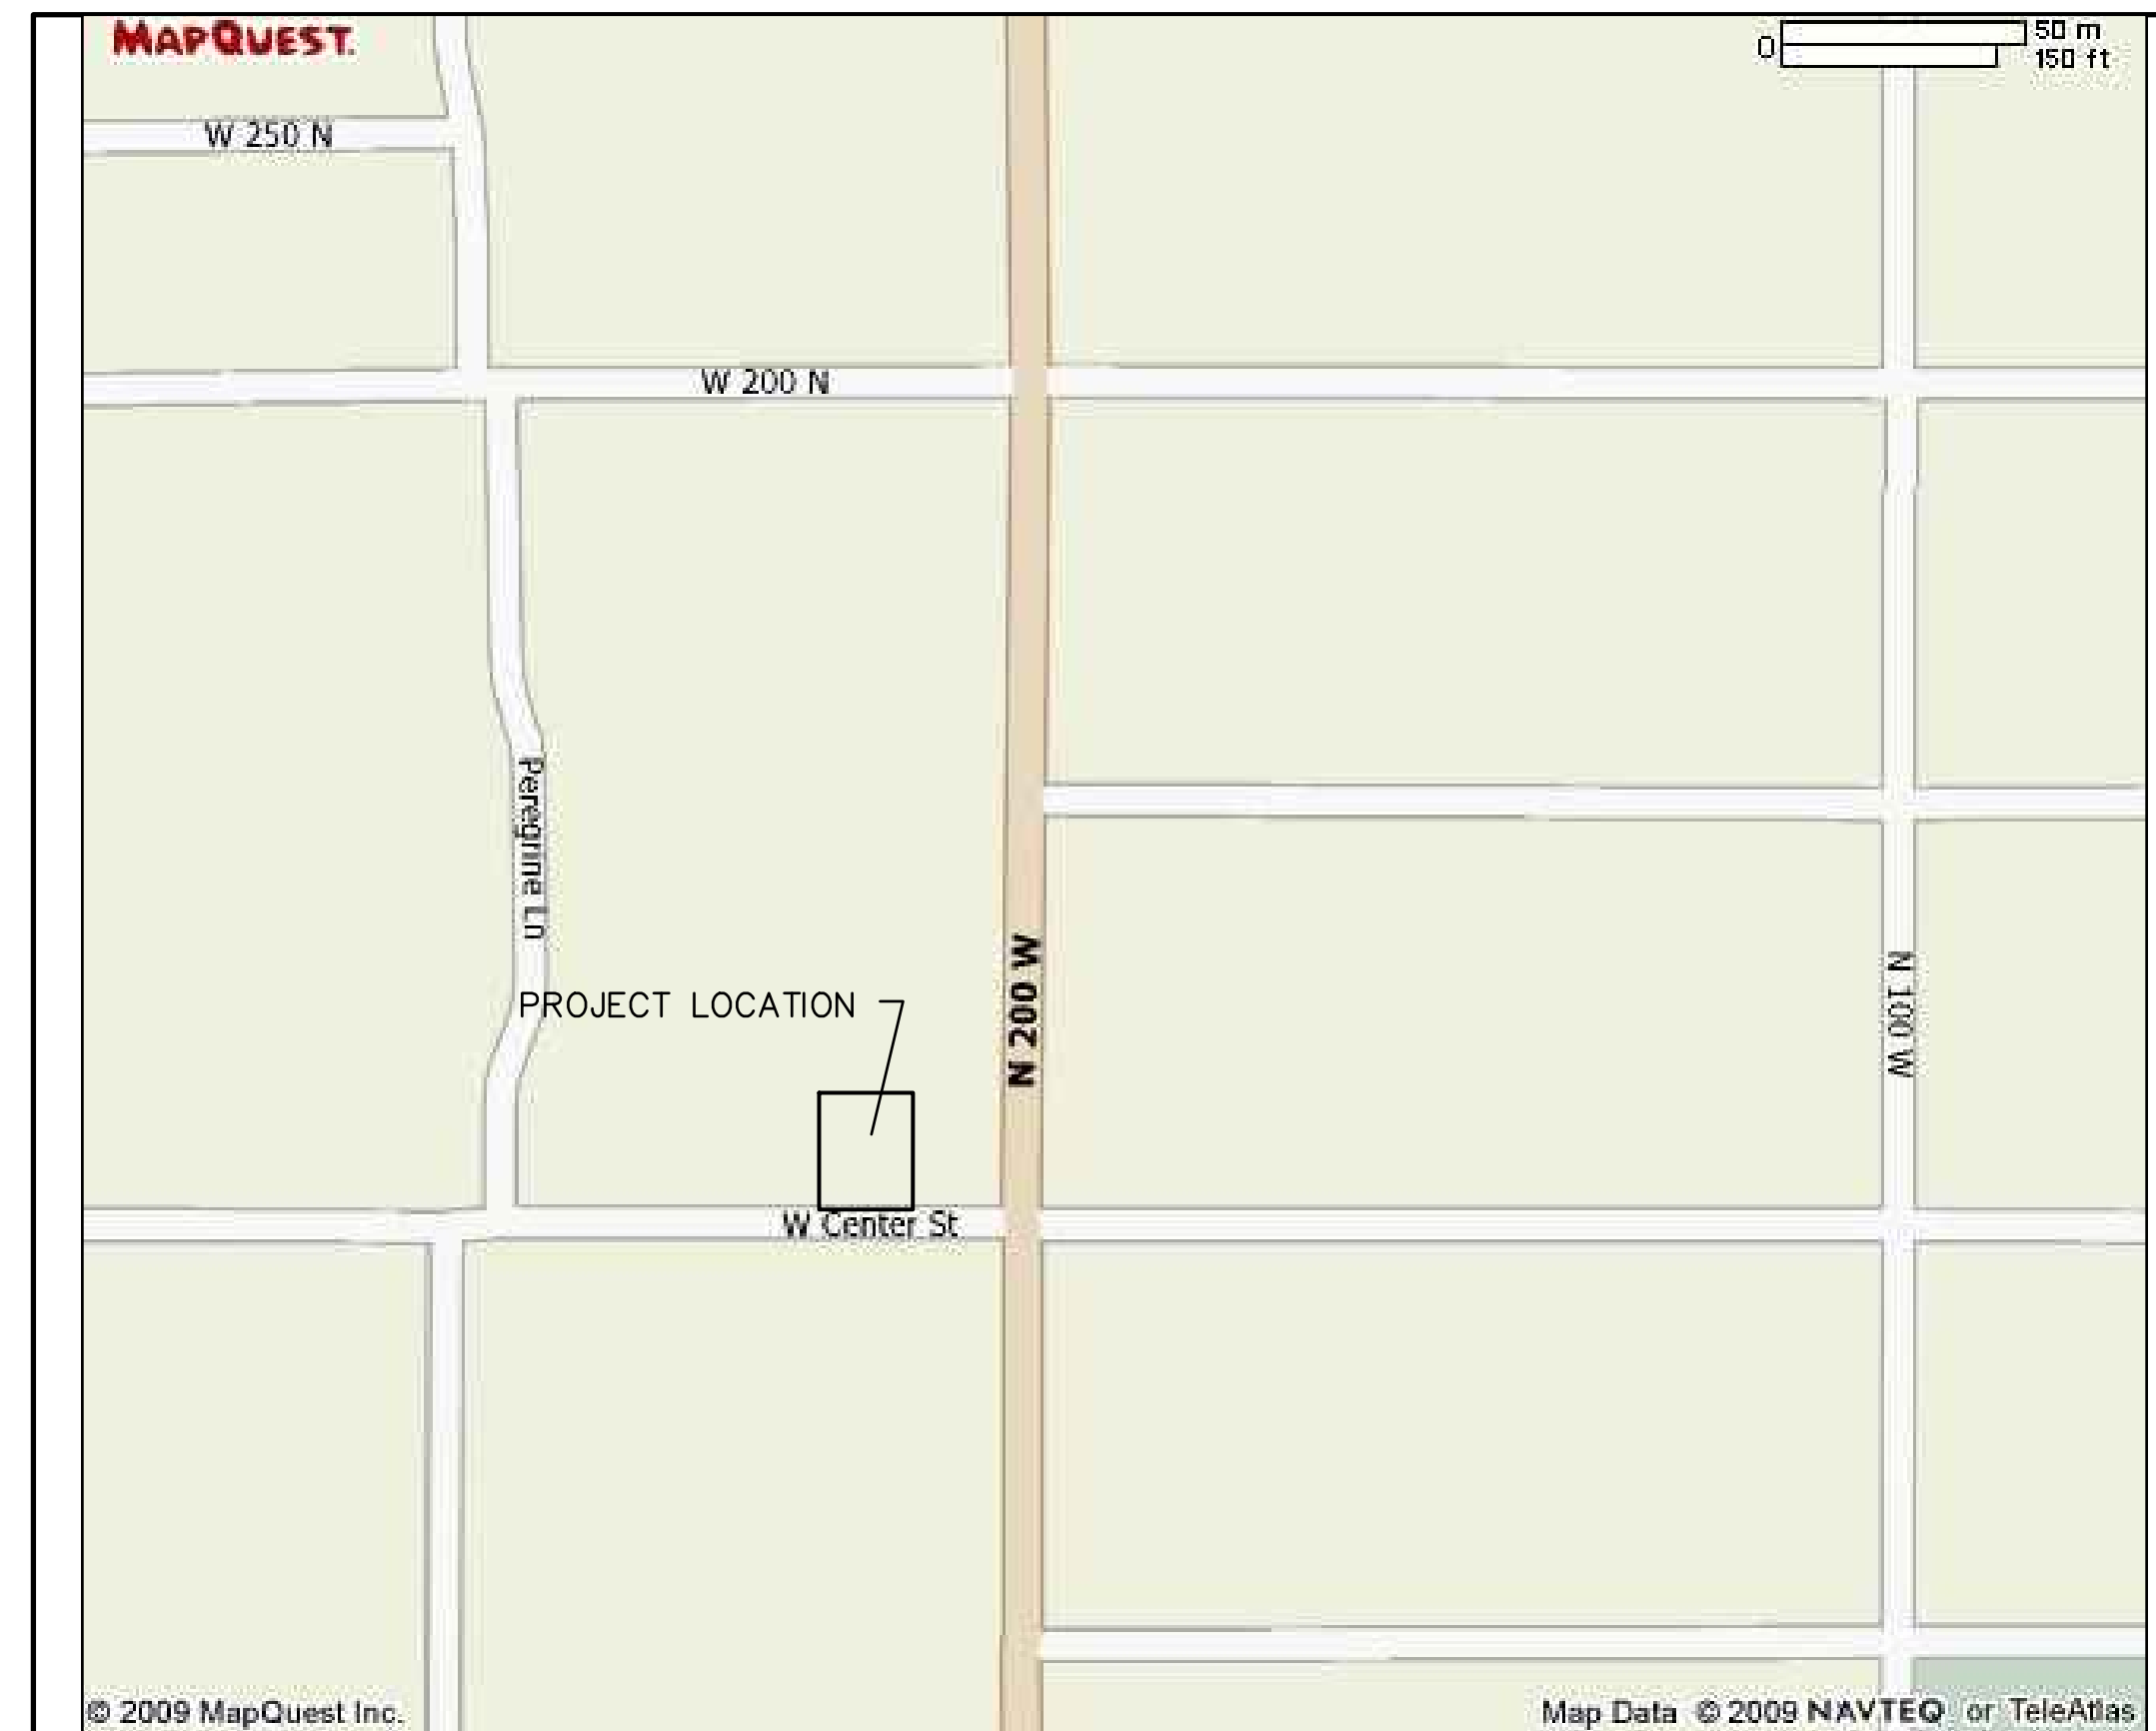 MAPQUEST.
0
50 m
150 ft
W 250 N
W 200 N
Peregrine Ln
N 200 W
N 100 W
PROJECT LOCATION
W Center St
© 2009 MapQuest Inc.
Map Data © 2009 NAVTEQ or TeleAtlas